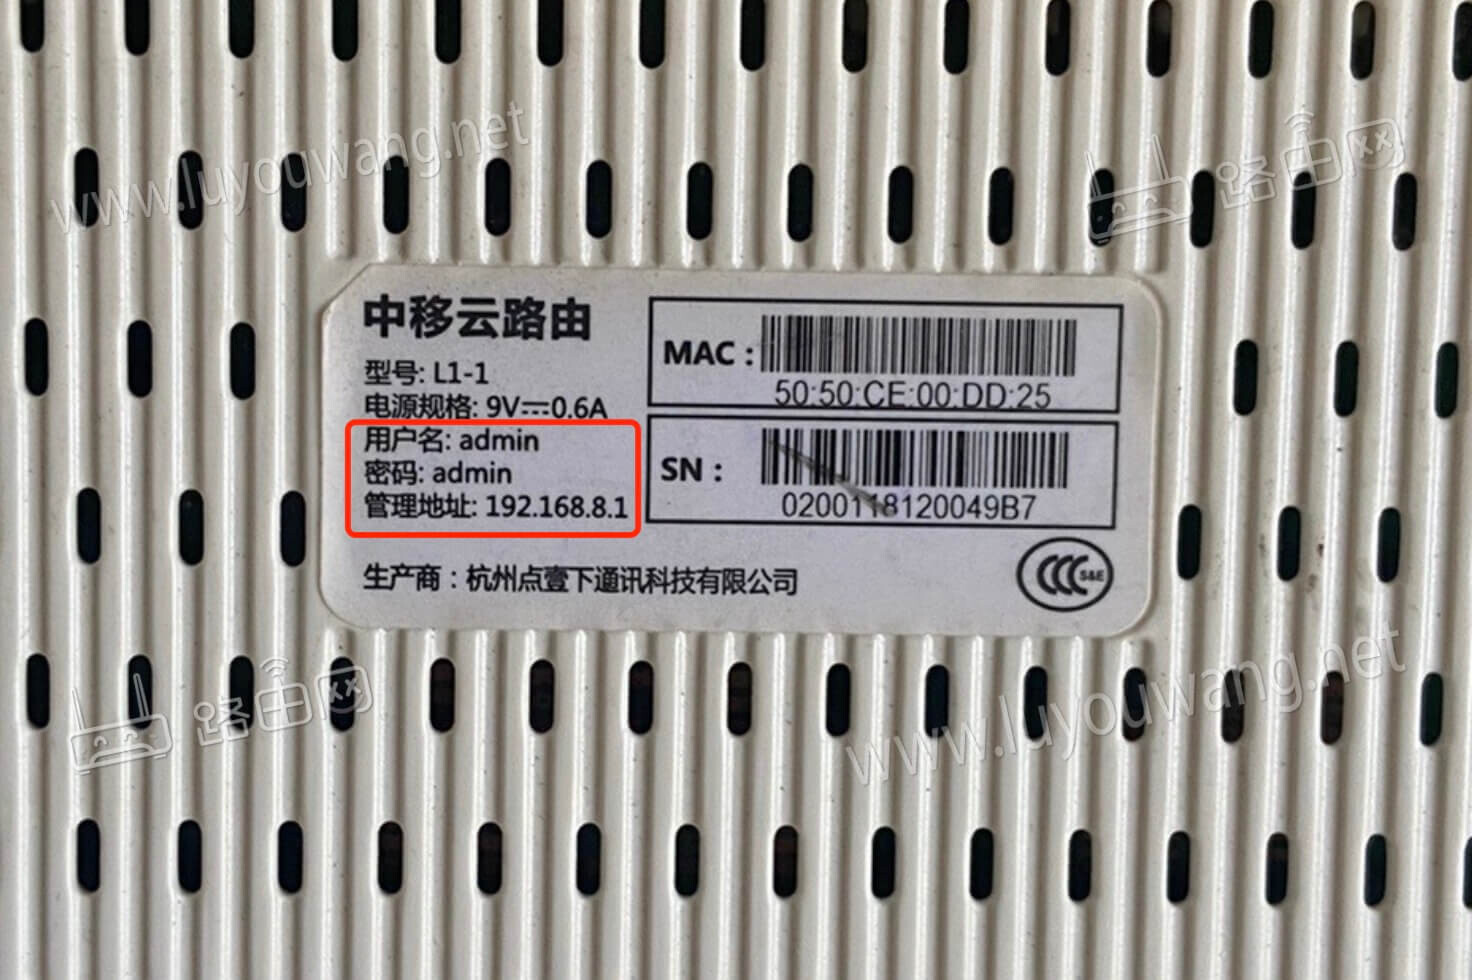 www.luyouwang.net
路由网
中移云路由
型号: L1-1
电源规格: 9V⎓0.6A
用户名: admin
密码: admin
管理地址: 192.168.8.1
MAC :
50:50:CE:00:DD:25
SN :
0200118120049B7
生产商 : 杭州点壹下通讯科技有限公司
CCC S&E
路由网
www.luyouwang.net